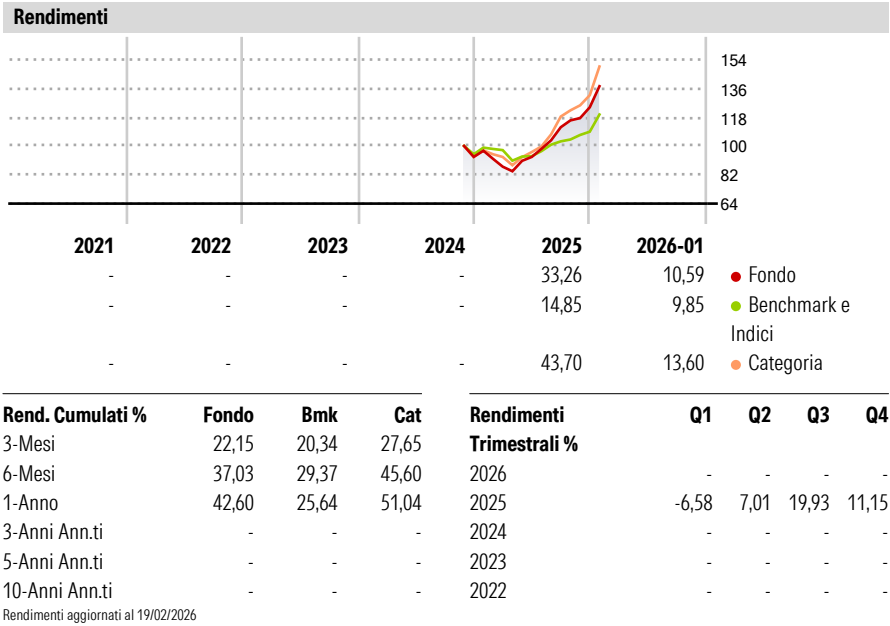 Rendimenti
154
136
118
100
82
64
2021 2022 2023 2024 2025 2026-01
- - - - 33,26 10,59 Fondo
- - - - 14,85 9,85 Benchmark e
Indici
- - - - 43,70 13,60 Categoria
Rend. Cumulati % Fondo Bmk Cat
3-Mesi 22,15 20,34 27,65
6-Mesi 37,03 29,37 45,60
1-Anno 42,60 25,64 51,04
3-Anni Ann.ti - - -
5-Anni Ann.ti - - -
10-Anni Ann.ti - - -
Rendimenti Q1 Q2 Q3 Q4
Trimestrali %
2026 - - - -
2025 -6,58 7,01 19,93 11,15
2024 - - - -
2023 - - - -
2022 - - - -
Rendimenti aggiornati al 19/02/2026